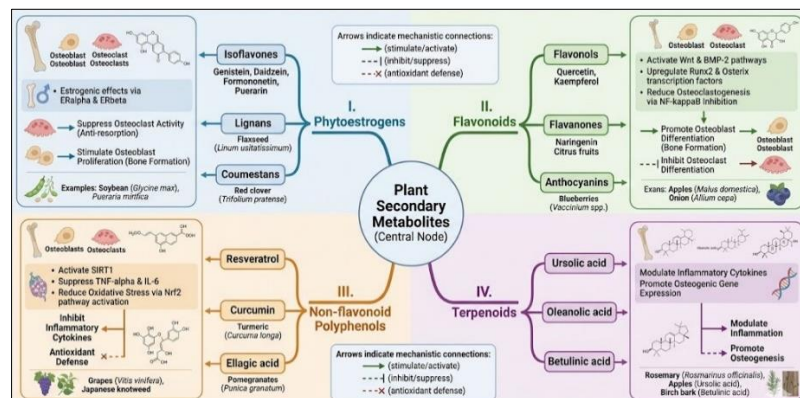 Osteoblast
Osteoblast
Osteoclast
Osteoclasts
Estrogenic effects via
ERalpha & ERbeta
Suppress Osteoclast Activity
(Anti-resorption)
Stimulate Osteoblast
Proliferation (Bone Formation)
Examples: Soybean (Glycine max),
Pueraria mirifica
Isoflavones
Genistein, Daidzein,
Formononetin,
Puerarin
Lignans
Flaxseed
(Linum usitatissimum)
Coumestans
Red clover
(Trifolium pratense)
I.
Phytoestrogens
Arrows indicate mechanistic connections:
(stimulate/activate)
(inhibit/suppress)
(antioxidant defense)
II.
Flavonoids
Flavonols
Quercetin,
Kaempferol
Flavanones
Naringenin
Citrus fruits
Anthocyanins
Blueberries
(Vaccinium spp.)
Osteoblast
Osteoclasts
• Activate Wnt & BMP-2 pathways
• Upregulate Runx2 & Osterix
transcription factors
• Reduce Osteoclastogenesis
via NF-kappaB Inhibition
Promote Osteoblast
Differentiation
(Bone Formation)
Osteoblast
Osteoblast
Inhibit Osteoclast
Differentiation
Exans: Apples (Malus domestica),
Onion (Allium cepa)
Plant
Secondary
Metabolites
(Central Node)
Osteoblasts
Osteoclasts
• Activate SIRT1
• Suppress TNF-alpha & IL-6
• Reduce Oxidative Stress via Nrf2
pathway activation
Inhibit
Inflammatory
Cytokines
Antioxidant
Defense
Grapes (Vitis vinifera),
Japanese knotweed
Resveratrol
Curcumin
Turmeric
(Curcurna longa)
Ellagic acid
Pomegranates
(Punica granatum)
III.
Non-flavonoid
Polyphenols
Arrows indicate mechanistic connections:
(stimulate/activate)
(inhibit/suppress)
(antioxidant defense)
IV.
Terpenoids
Ursolic acid
Oleanolic acid
Betulinic acid
Modulate Inflammatory Cytokines
Promote Osteogenic Gene
Expression
Modulate
Inflammation
Promote
Osteogenesis
Rosemary (Rosmarinus officinalis),
Apples (Ursolic acid),
Birch bark (Betulinic acid)